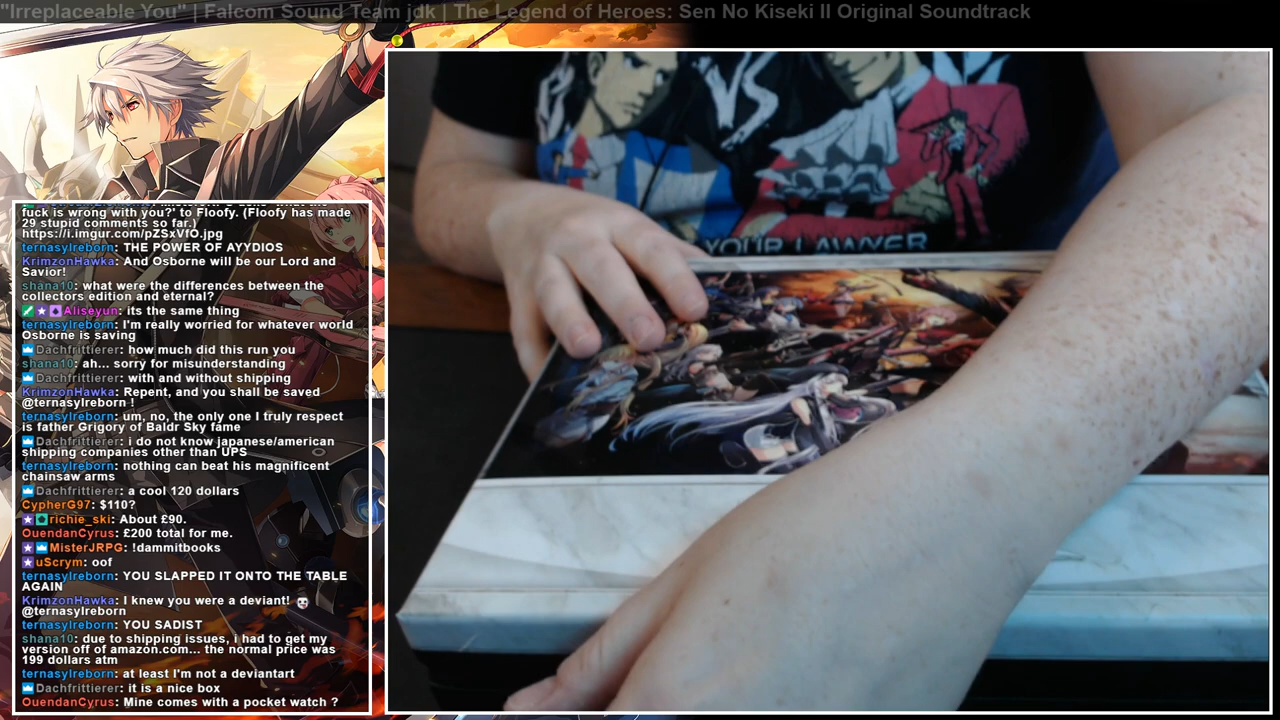 "Irreplaceable You" | Falcom Sound Team jdk | The Legend of Heroes: Sen No Kiseki II Original Soundtrack
VS
YOUR LAWYER
fuck is wrong with you?' to Floofy. (Floofy has made
29 stupid comments so far.)
https://i.imgur.com/pZSxVfO.jpg
ternasylreborn: THE POWER OF AYYDIOS
KrimzonHawka: And Osborne will be our Lord and
Savior!
shana10: what were the differences between the
collectors edition and eternal?
Aliseyun: its the same thing
ternasylreborn: I'm really worried for whatever world
Osborne is saving
Dachfrittierer: how much did this run you
shana10: ah... sorry for misunderstanding
Dachfrittierer: with and without shipping
KrimzonHawka: Repent, and you shall be saved
@ternasylreborn !
ternasylreborn: um, no, the only one I truly respect
is father Grigory of Baldr Sky fame
Dachfrittierer: i do not know japanese/american
shipping companies other than UPS
ternasylreborn: nothing can beat his magnificent
chainsaw arms
Dachfrittierer: a cool 120 dollars
CypherG97: $110?
richie_ski: About £90.
OuendanCyrus: £200 total for me.
MisterJRPG: !dammitbooks
uScrym: oof
ternasylreborn: YOU SLAPPED IT ONTO THE TABLE
AGAIN
KrimzonHawka: I knew you were a deviant!
@ternasylreborn
ternasylreborn: YOU SADIST
shana10: due to shipping issues, i had to get my
version off of amazon.com... the normal price was
199 dollars atm
ternasylreborn: at least I'm not a deviantart
Dachfrittierer: it is a nice box
OuendanCyrus: Mine comes with a pocket watch ?